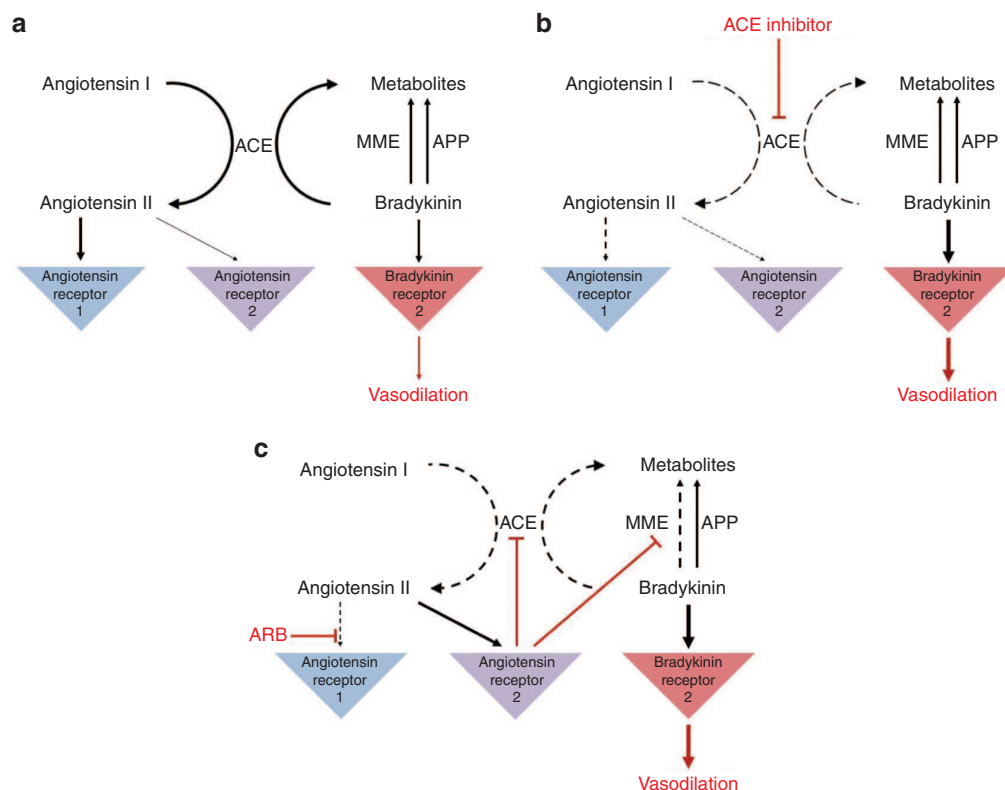 a
Angiotensin I
Metabolites
ACE
MME
APP
Angiotensin II
Bradykinin
Angiotensin
receptor
1
Angiotensin
receptor
2
Bradykinin
receptor
2
Vasodilation
b
ACE inhibitor
Angiotensin I
Metabolites
ACE
MME
APP
Angiotensin II
Bradykinin
Angiotensin
receptor
1
Angiotensin
receptor
2
Bradykinin
receptor
2
Vasodilation
c
Angiotensin I
Metabolites
ACE
MME
APP
Angiotensin II
Bradykinin
ARB
Angiotensin
receptor
1
Angiotensin
receptor
2
Bradykinin
receptor
2
Vasodilation